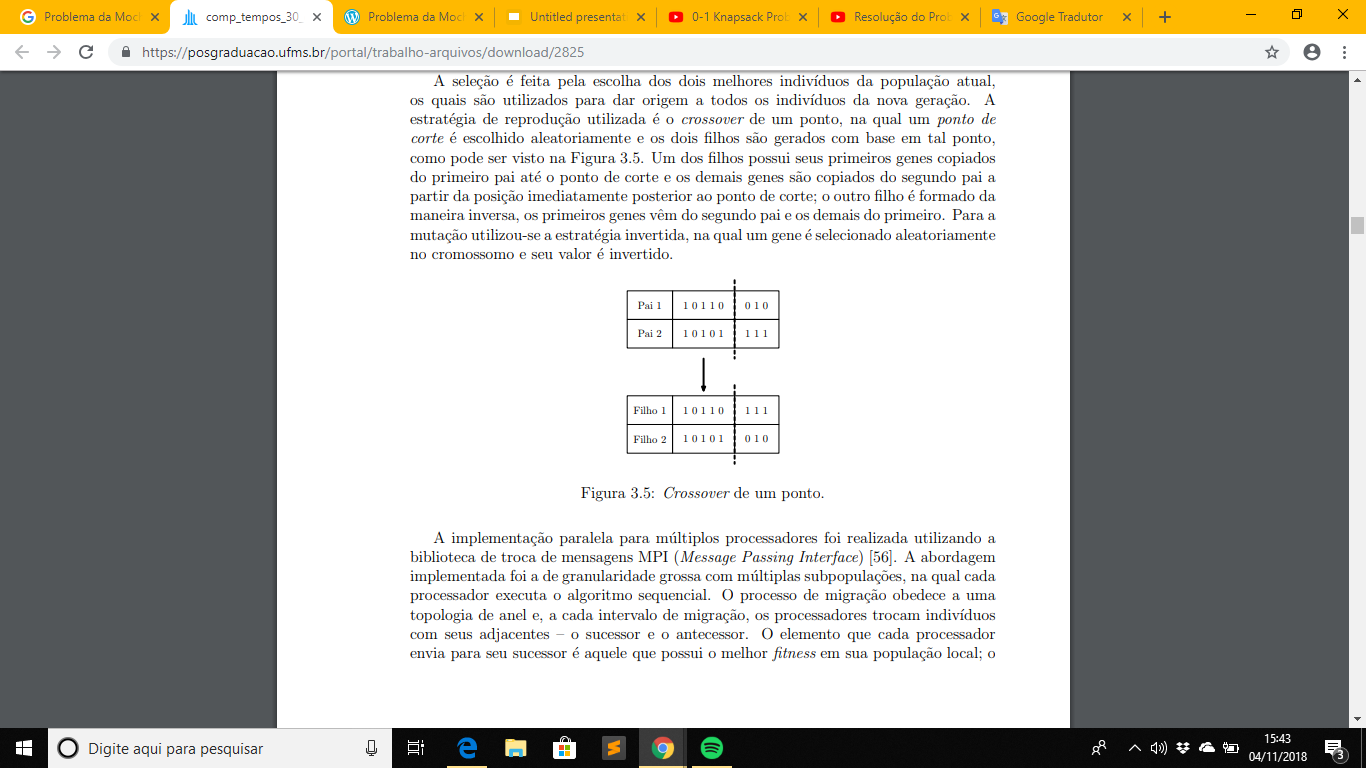 Problema da Moc
comp_tempos_30_
Problema da Moc
Untitled presentat
0-1 Knapsack Prob
Resolução do Prob
Google Tradutor
https://posgraduacao.ufms.br/portal/trabalho-arquivos/download/2825
A seleção é feita pela escolha dos dois melhores indivíduos da população atual,
os quais são utilizados para dar origem a todos os indivíduos da nova geração. A
estratégia de reprodução utilizada é o crossover de um ponto, na qual um ponto de
corte é escolhido aleatoriamente e os dois filhos são gerados com base em tal ponto,
como pode ser visto na Figura 3.5. Um dos filhos possui seus primeiros genes copiados
do primeiro pai até o ponto de corte e os demais genes são copiados do segundo pai a
partir da posição imediatamente posterior ao ponto de corte; o outro filho é formado da
maneira inversa, os primeiros genes vêm do segundo pai e os demais do primeiro. Para a
mutação utilizou-se a estratégia invertida, na qual um gene é selecionado aleatoriamente
no cromossomo e seu valor é invertido.
Pai 1 1 0 1 1 0 0 1 0
Pai 2 1 0 1 0 1 1 1 1
Filho 1 1 0 1 1 0 1 1 1
Filho 2 1 0 1 0 1 0 1 0
Figura 3.5: Crossover de um ponto.
A implementação paralela para múltiplos processadores foi realizada utilizando a
biblioteca de troca de mensagens MPI (Message Passing Interface) [56]. A abordagem
implementada foi a de granularidade grossa com múltiplas subpopulações, na qual cada
processador executa o algoritmo sequencial. O processo de migração obedece a uma
topologia de anel e, a cada intervalo de migração, os processadores trocam indivíduos
com seus adjacentes – o sucessor e o antecessor. O elemento que cada processador
envia para seu sucessor é aquele que possui o melhor fitness em sua população local; o
Digite aqui para pesquisar
15:43
04/11/2018
3